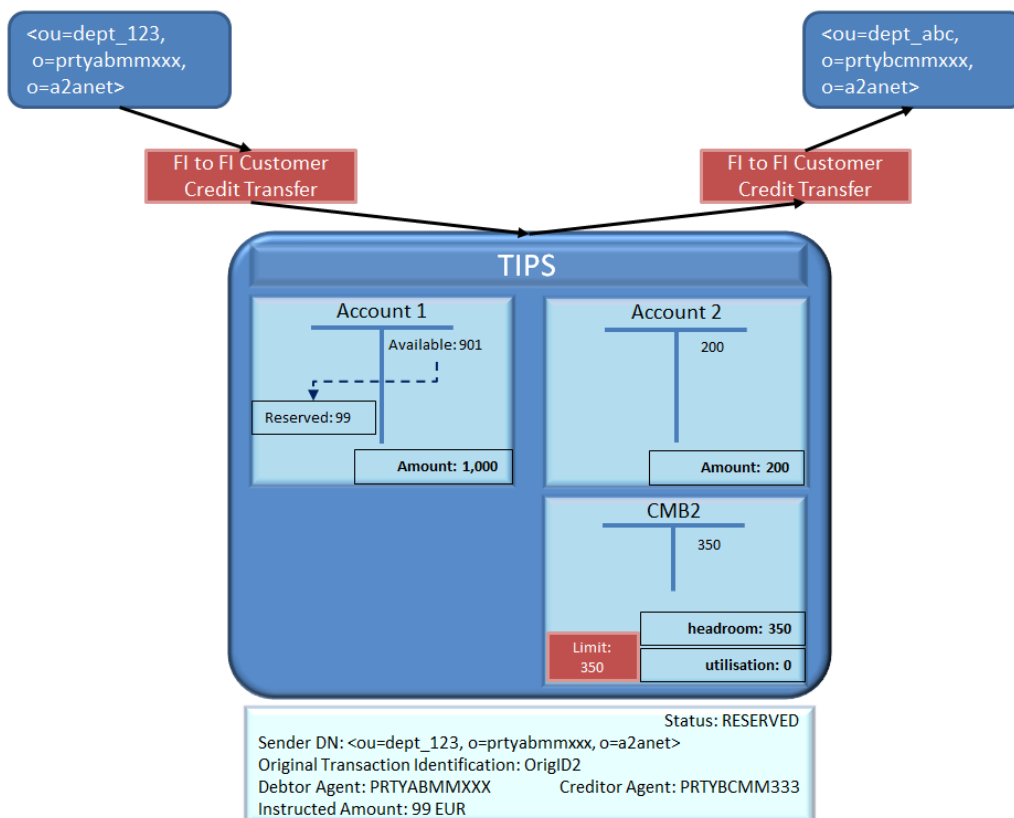 <ou=dept_123,
o=prtyabmmxxx,
o=a2anet>
<ou=dept_abc,
o=prtybcmmxxx,
o=a2anet>
FI to FI Customer
Credit Transfer
FI to FI Customer
Credit Transfer
TIPS
Account 1
Available: 901
Reserved: 99
Amount: 1,000
Account 2
200
Amount: 200
CMB2
350
headroom: 350
Limit:
350
utilisation: 0
Status: RESERVED
Sender DN: <ou=dept_123, o=prtyabmmxxx, o=a2anet>
Original Transaction Identification: OrigID2
Debtor Agent: PRTYABMMXXX Creditor Agent: PRTYBCMM333
Instructed Amount: 99 EUR